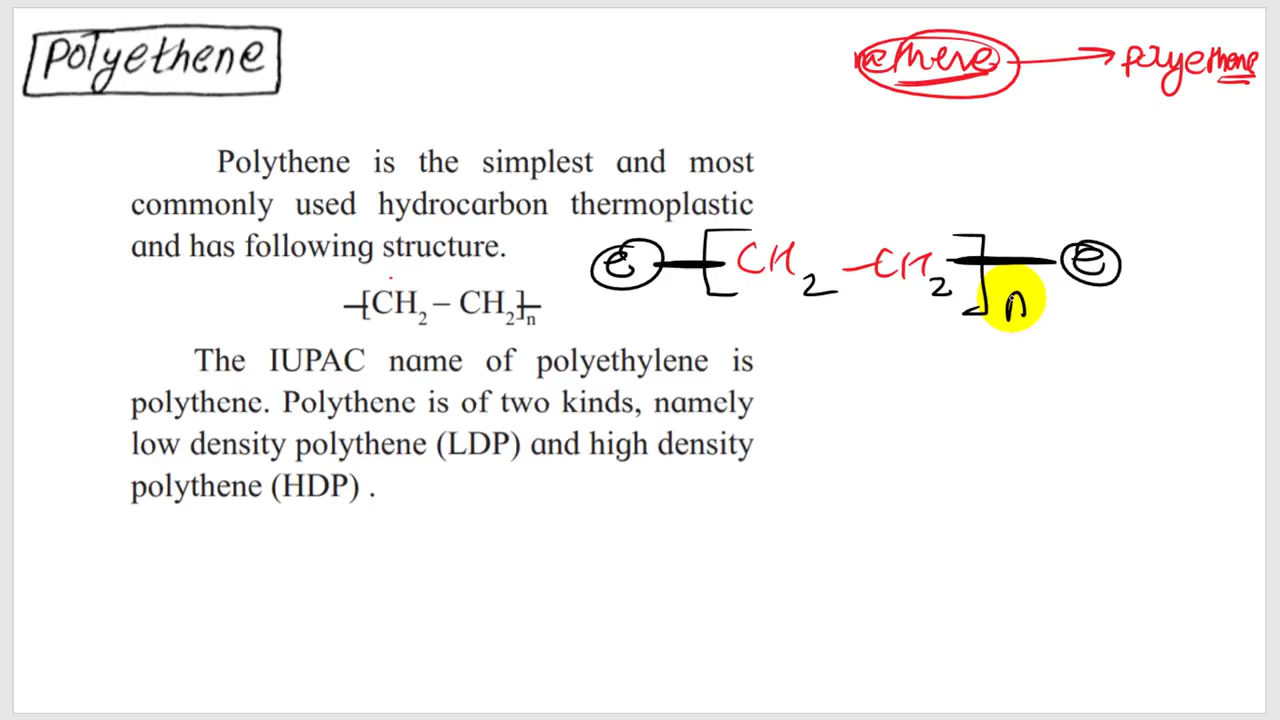 Polyethene
n ethene → polyethene
Polythene is the simplest and most
commonly used hydrocarbon thermoplastic
and has following structure.
e -[CH2 - CH2]n- e
-[CH2 – CH2]n-
The IUPAC name of polyethylene is
polythene. Polythene is of two kinds, namely
low density polythene (LDP) and high density
polythene (HDP) .